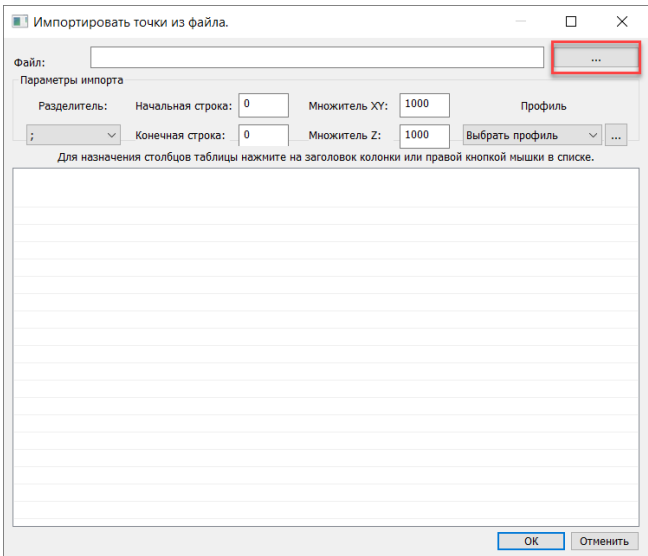 Импортировать точки из файла.
Файл: ...
Параметры импорта
Разделитель: Начальная строка: 0 Множитель XY: 1000 Профиль
; Конечная строка: 0 Множитель Z: 1000 Выбрать профиль ...
Для назначения столбцов таблицы нажмите на заголовок колонки или правой кнопкой мышки в списке.
ОК Отменить